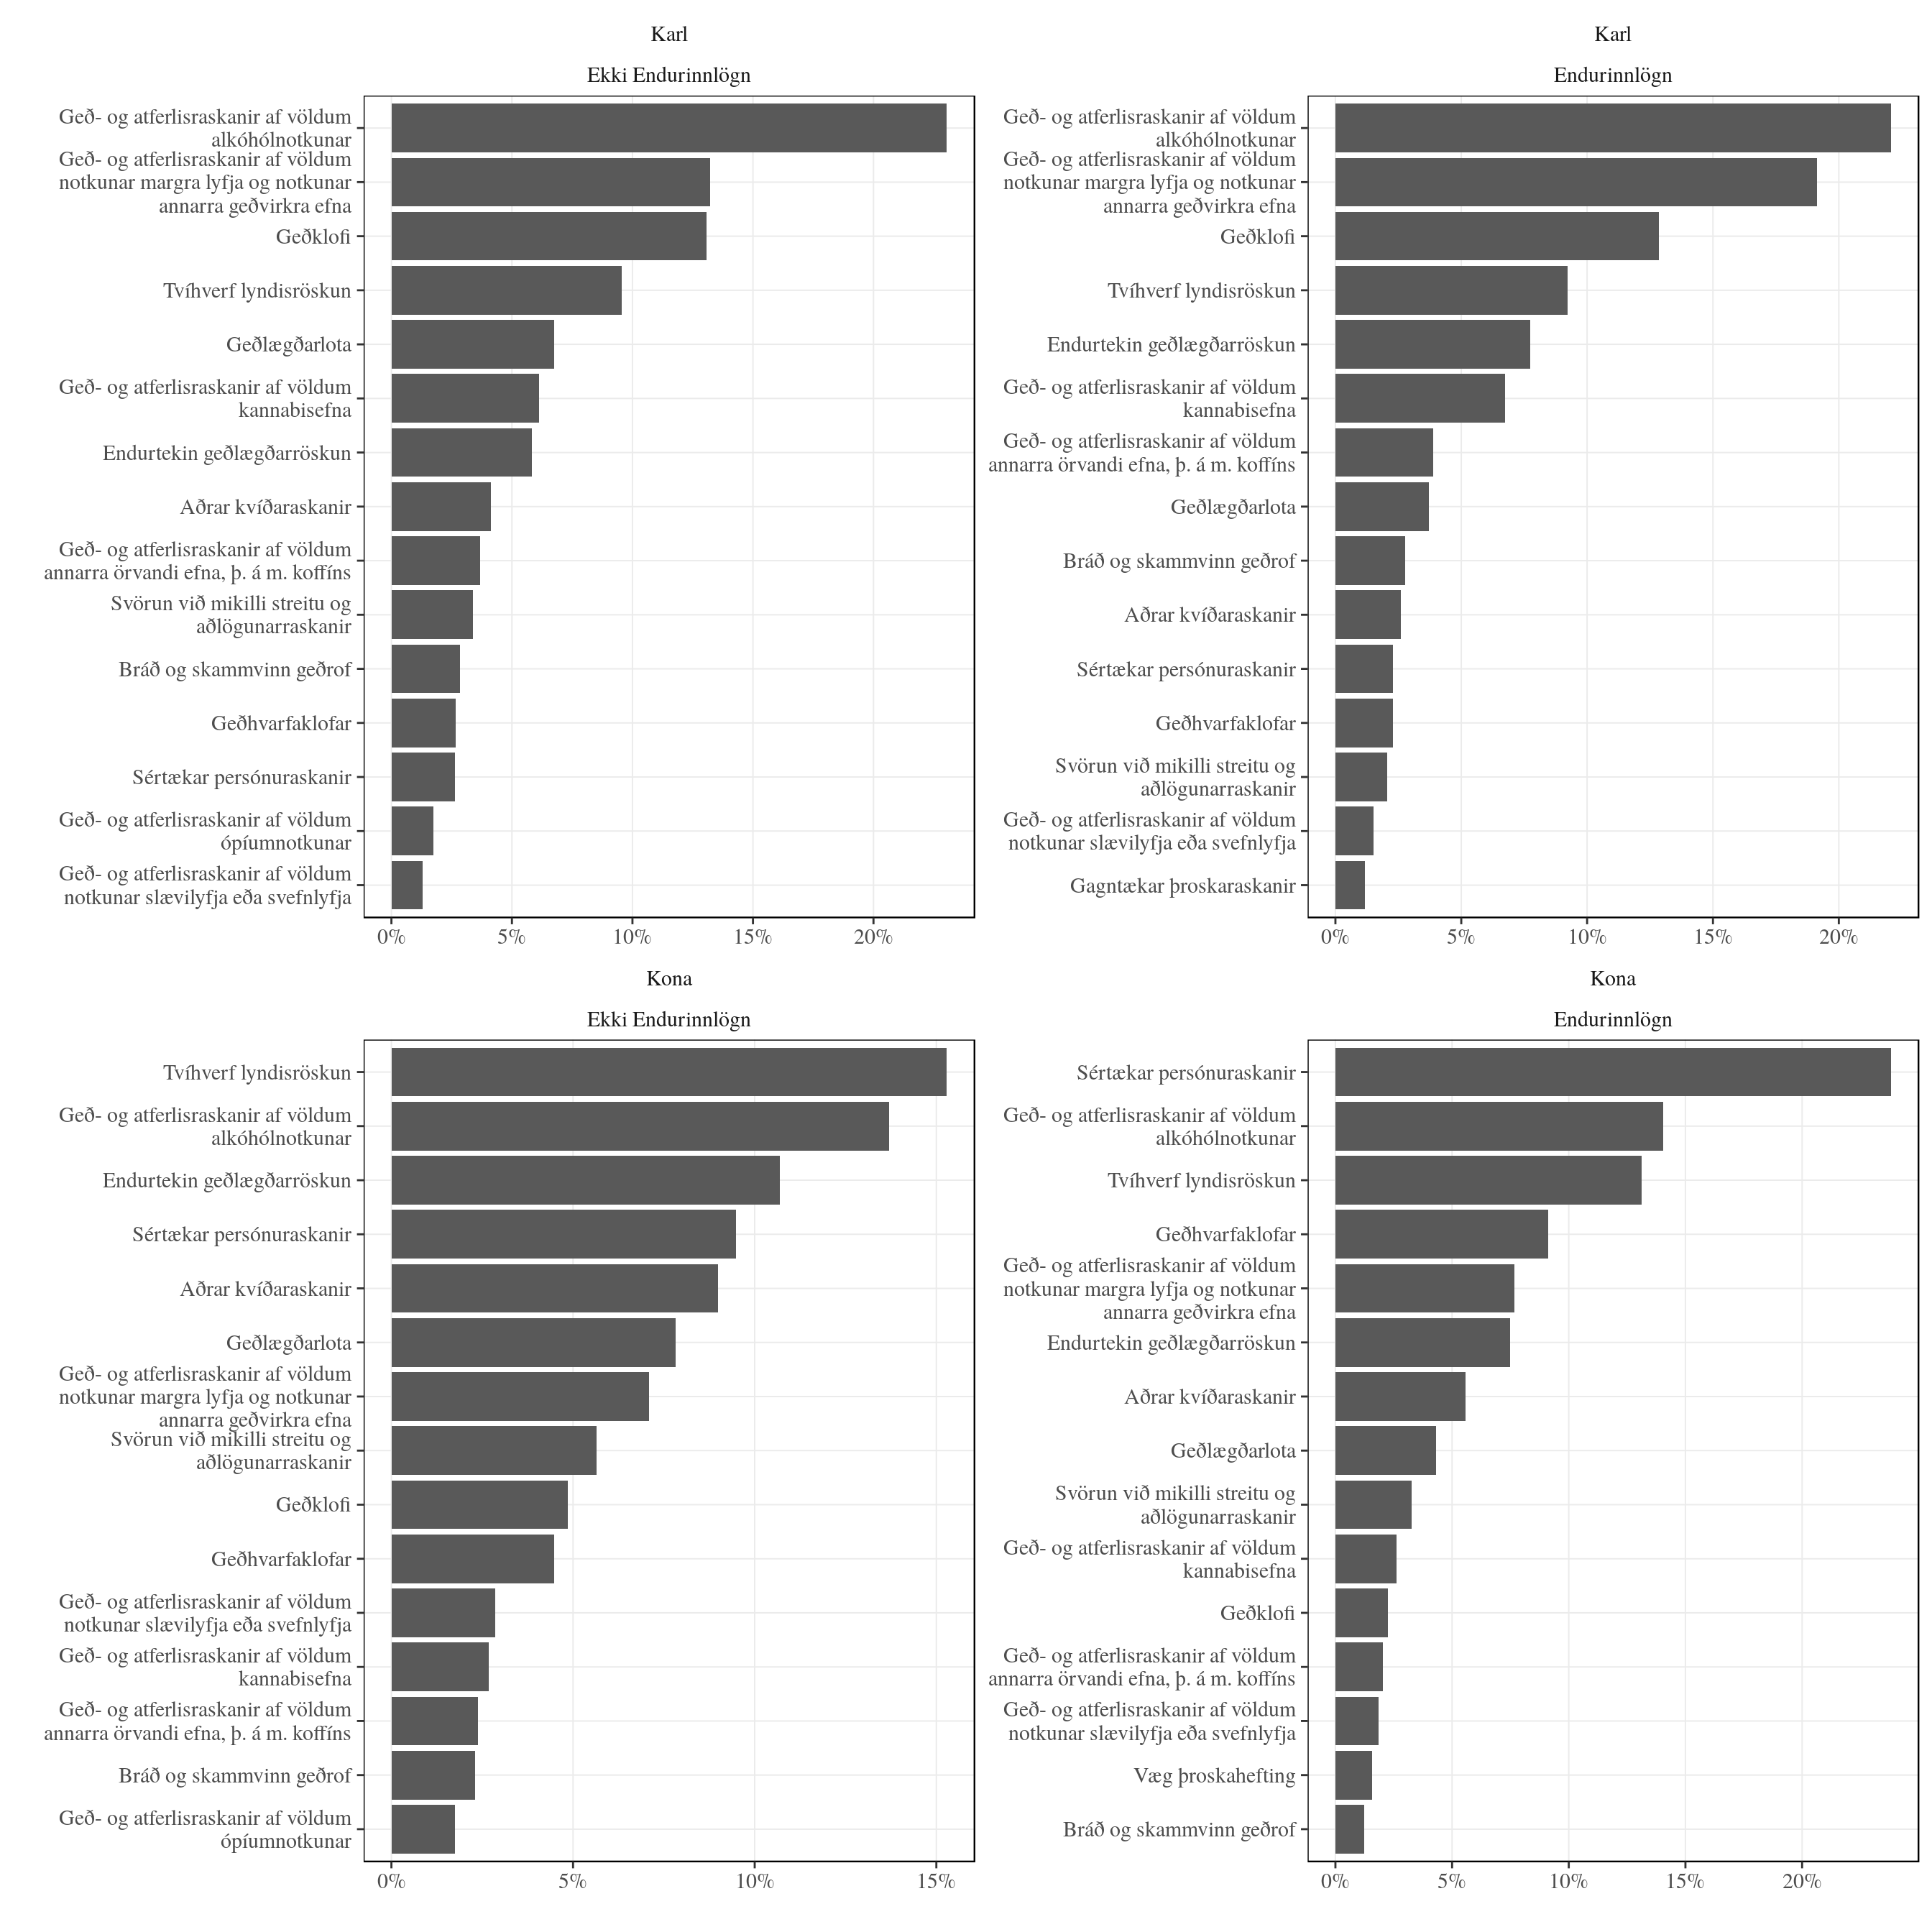 Karl
Ekki Endurinnlögn
Geð- og atferlisraskanir af völdum
alkóhólnotkunar
Geð- og atferlisraskanir af völdum
notkunar margra lyfja og notkunar
annarra geðvirkra efna
Geðklofi
Tvíhverf lyndisröskun
Geðlægðarlota
Geð- og atferlisraskanir af völdum
kannabisefna
Endurtekin geðlægðarröskun
Aðrar kvíðaraskanir
Geð- og atferlisraskanir af völdum
annarra örvandi efna, þ. á m. koffíns
Svörun við mikilli streitu og
aðlögunarraskanir
Bráð og skammvinn geðrof
Geðhvarfaklofar
Sértækar persónuraskanir
Geð- og atferlisraskanir af völdum
ópíumnotkunar
Geð- og atferlisraskanir af völdum
notkunar slævilyfja eða svefnlyfja
0% 5% 10% 15% 20%
Karl
Endurinnlögn
Geð- og atferlisraskanir af völdum
alkóhólnotkunar
Geð- og atferlisraskanir af völdum
notkunar margra lyfja og notkunar
annarra geðvirkra efna
Geðklofi
Tvíhverf lyndisröskun
Endurtekin geðlægðarröskun
Geð- og atferlisraskanir af völdum
kannabisefna
Geð- og atferlisraskanir af völdum
annarra örvandi efna, þ. á m. koffíns
Geðlægðarlota
Bráð og skammvinn geðrof
Aðrar kvíðaraskanir
Sértækar persónuraskanir
Geðhvarfaklofar
Svörun við mikilli streitu og
aðlögunarraskanir
Geð- og atferlisraskanir af völdum
notkunar slævilyfja eða svefnlyfja
Gagntækar þroskaraskanir
0% 5% 10% 15% 20%
Kona
Ekki Endurinnlögn
Tvíhverf lyndisröskun
Geð- og atferlisraskanir af völdum
alkóhólnotkunar
Endurtekin geðlægðarröskun
Sértækar persónuraskanir
Aðrar kvíðaraskanir
Geðlægðarlota
Geð- og atferlisraskanir af völdum
notkunar margra lyfja og notkunar
annarra geðvirkra efna
Svörun við mikilli streitu og
aðlögunarraskanir
Geðklofi
Geðhvarfaklofar
Geð- og atferlisraskanir af völdum
notkunar slævilyfja eða svefnlyfja
Geð- og atferlisraskanir af völdum
kannabisefna
Geð- og atferlisraskanir af völdum
annarra örvandi efna, þ. á m. koffíns
Bráð og skammvinn geðrof
Geð- og atferlisraskanir af völdum
ópíumnotkunar
0% 5% 10% 15%
Kona
Endurinnlögn
Sértækar persónuraskanir
Geð- og atferlisraskanir af völdum
alkóhólnotkunar
Tvíhverf lyndisröskun
Geðhvarfaklofar
Geð- og atferlisraskanir af völdum
notkunar margra lyfja og notkunar
annarra geðvirkra efna
Endurtekin geðlægðarröskun
Aðrar kvíðaraskanir
Geðlægðarlota
Svörun við mikilli streitu og
aðlögunarraskanir
Geð- og atferlisraskanir af völdum
kannabisefna
Geðklofi
Geð- og atferlisraskanir af völdum
annarra örvandi efna, þ. á m. koffíns
Geð- og atferlisraskanir af völdum
notkunar slævilyfja eða svefnlyfja
Væg þroskahefting
Bráð og skammvinn geðrof
0% 5% 10% 15% 20%